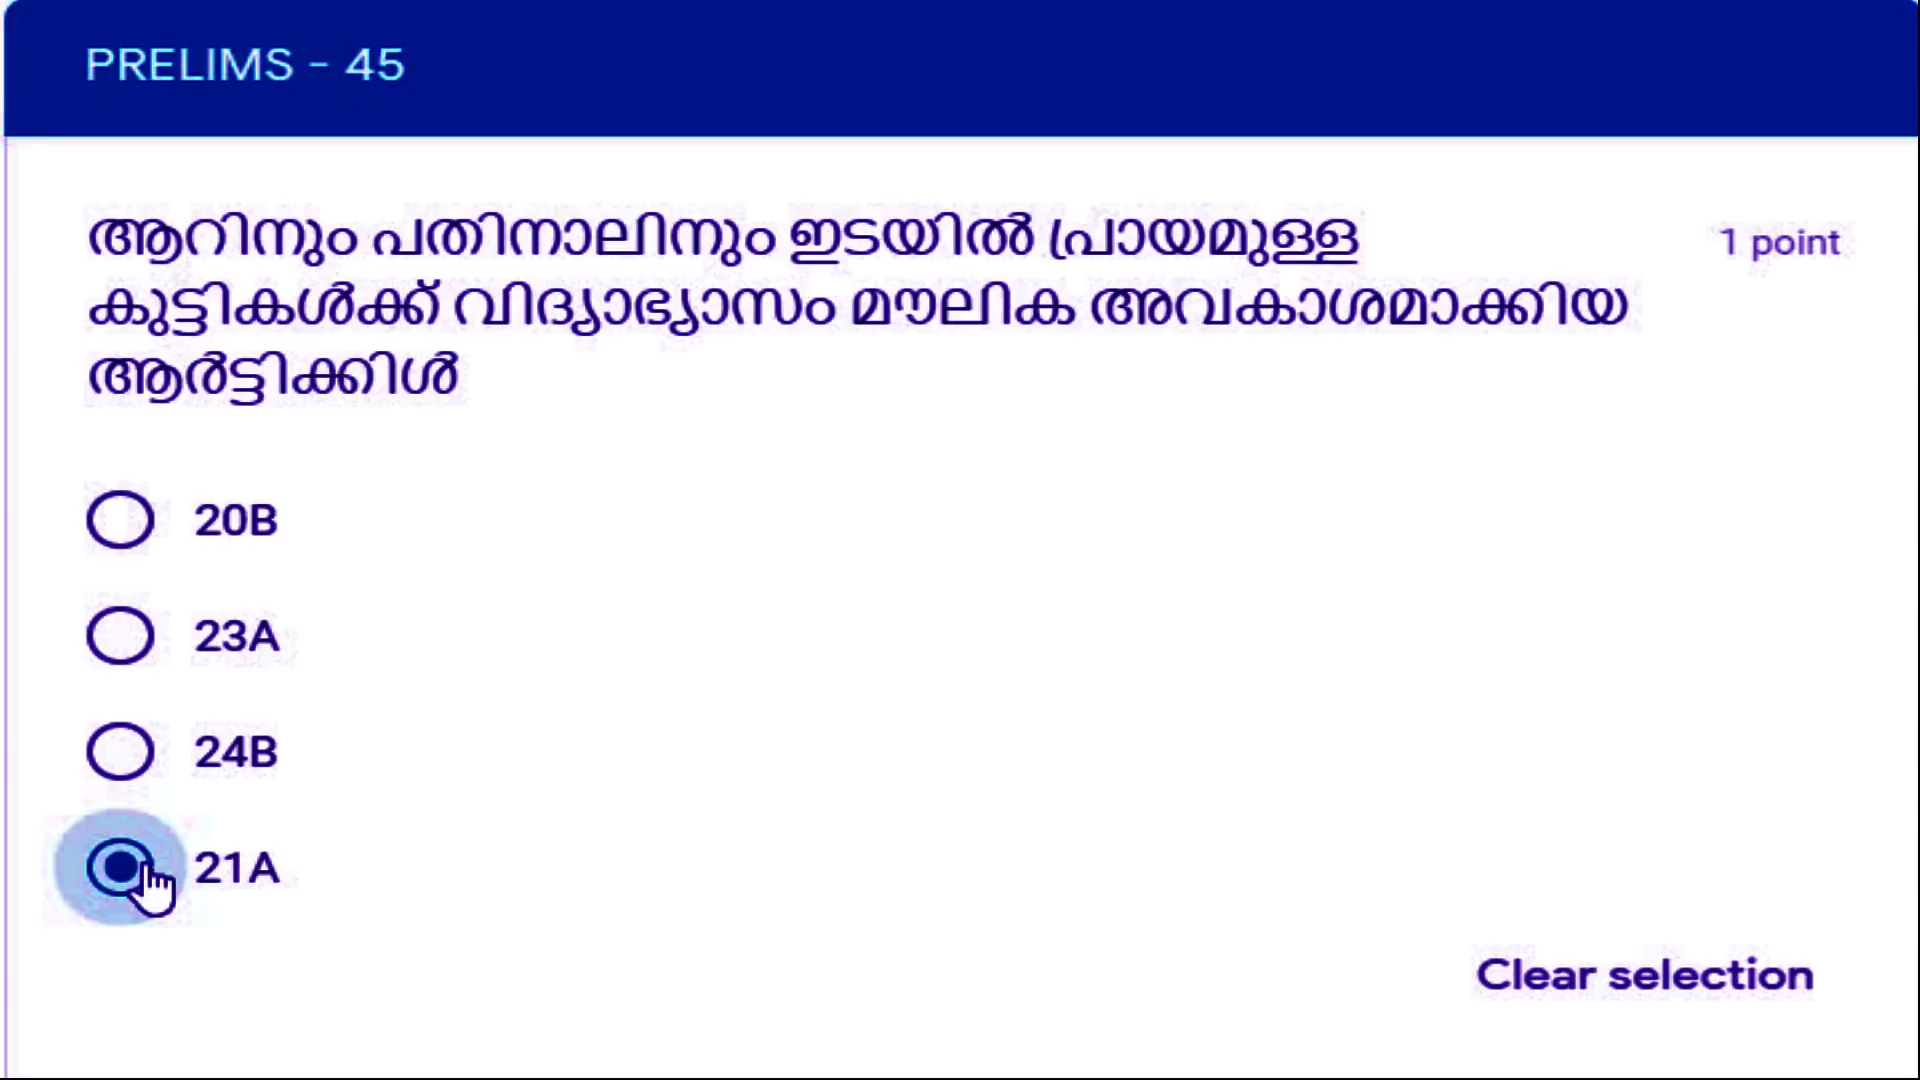 PRELIMS - 45
ആറിനും പതിനാലിനും ഇടയിൽ പ്രായമുള്ള
1 point
കുട്ടികൾക്ക് വിദ്യാഭ്യാസം മൗലിക അവകാശമാക്കിയ
ആർട്ടിക്കിൾ
20B
23A
24B
21A
Clear selection